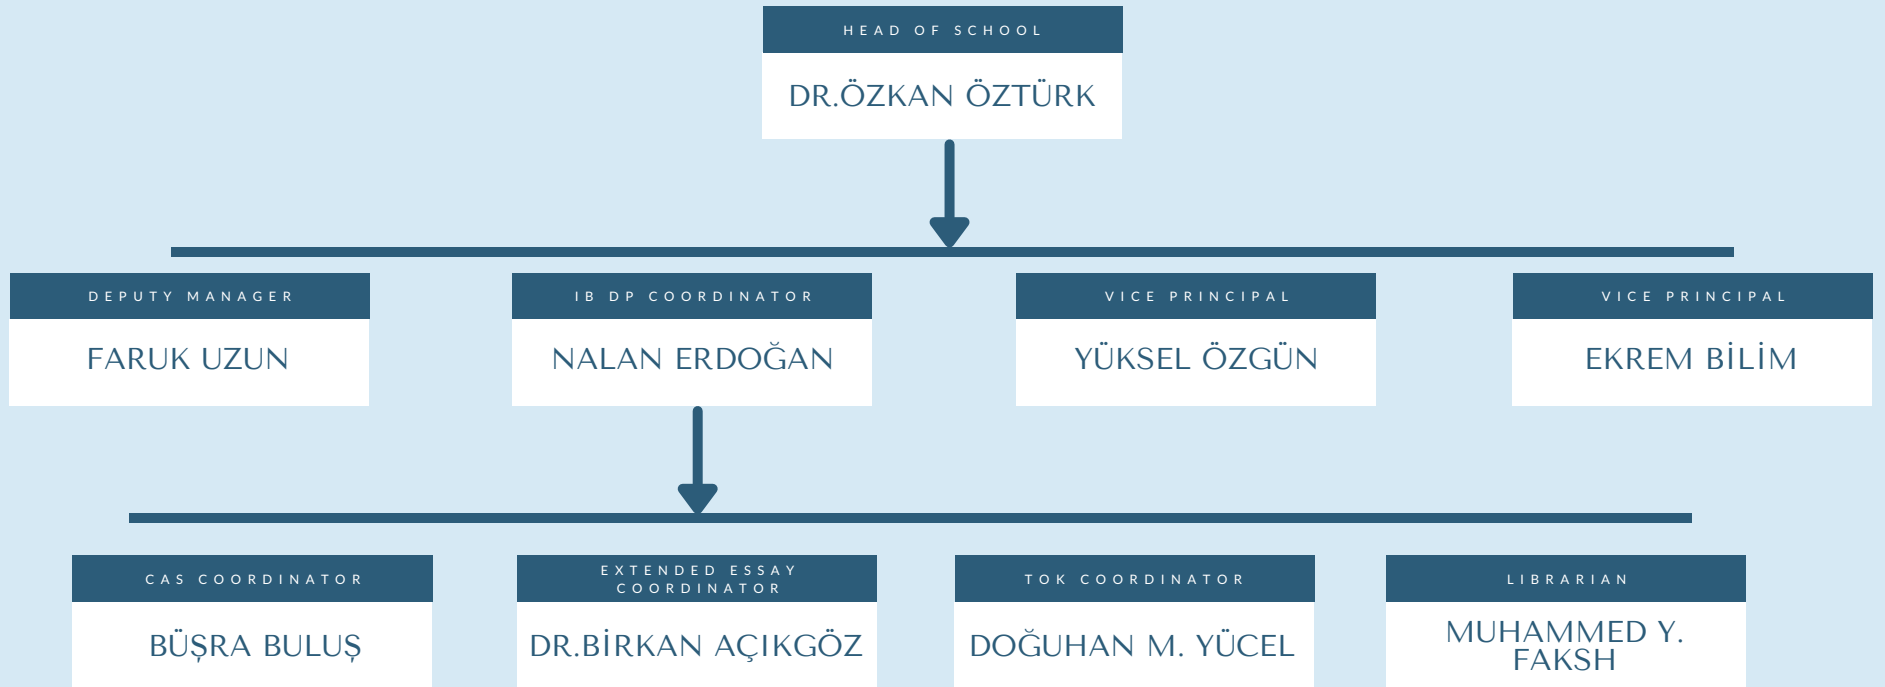 HEAD OF SCHOOL
DR.ÖZKAN ÖZTÜRK
DEPUTY MANAGER
FARUK UZUN
IB DP COORDINATOR
NALAN ERDOĞAN
VICE PRINCIPAL
YÜKSEL ÖZGÜN
VICE PRINCIPAL
EKREM BİLİM
CAS COORDINATOR
BÜŞRA BULUŞ
EXTENDED ESSAY
COORDINATOR
DR.BİRKAN AÇIKGÖZ
TOK COORDINATOR
DOĞUHAN M. YÜCEL
LIBRARIAN
MUHAMMED Y.
FAKSH